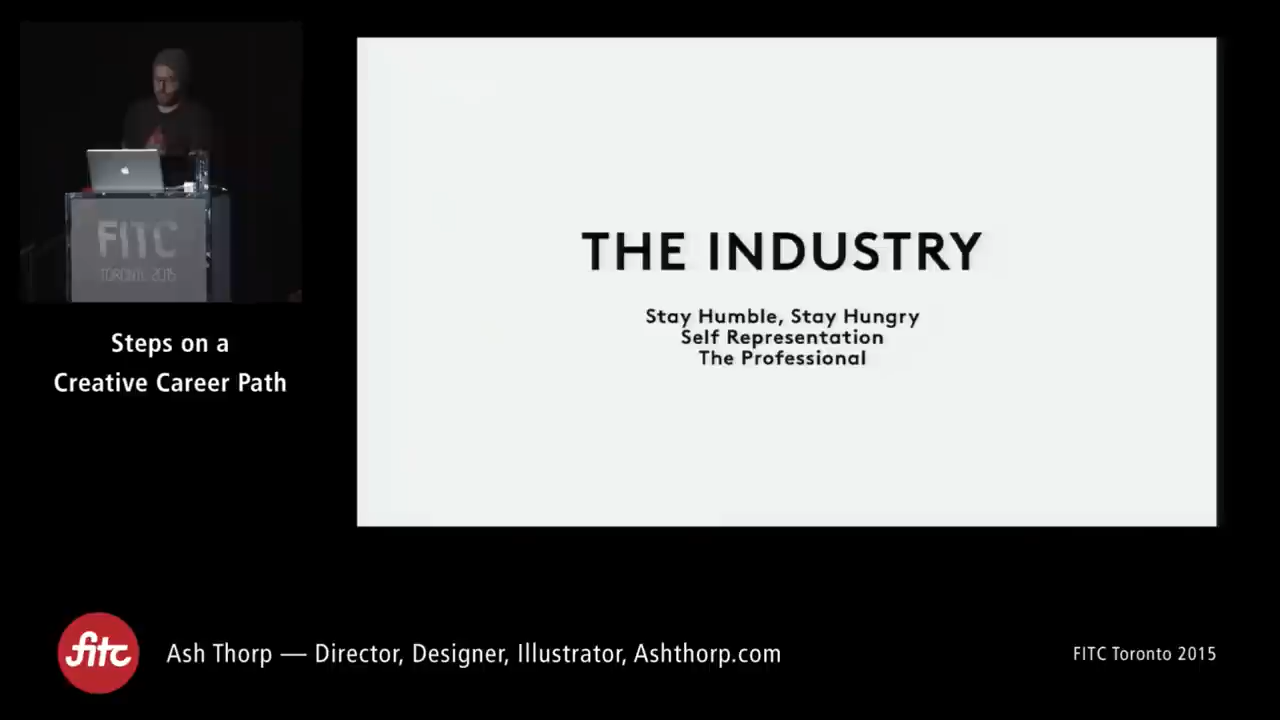 FITC
TORONTO 2015
Steps on a
Creative Career Path
THE INDUSTRY
Stay Humble, Stay Hungry
Self Representation
The Professional
fitc
Ash Thorp — Director, Designer, Illustrator, Ashthorp.com
FITC Toronto 2015